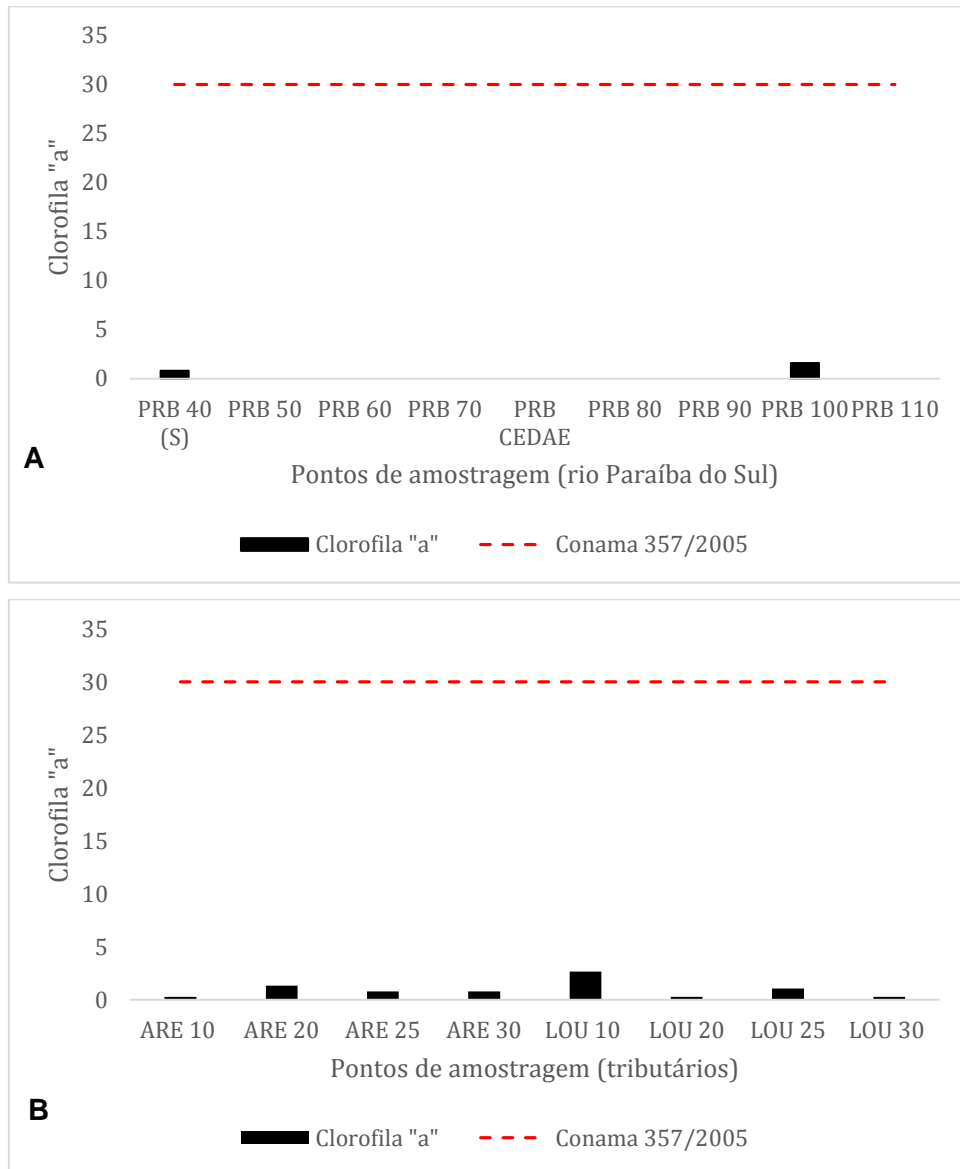 35
30
25
20
15
10
5
0
Clorofila "a"
PRB 40 PRB 50 PRB 60 PRB 70 PRB PRB 80 PRB 90 PRB 100 PRB 110
(S) CEDAE
A
Pontos de amostragem (rio Paraíba do Sul)
Clorofila "a" Conama 357/2005
35
30
25
20
15
10
5
0
Clorofila "a"
ARE 10 ARE 20 ARE 25 ARE 30 LOU 10 LOU 20 LOU 25 LOU 30
Pontos de amostragem (tributários)
B
Clorofila "a" Conama 357/2005